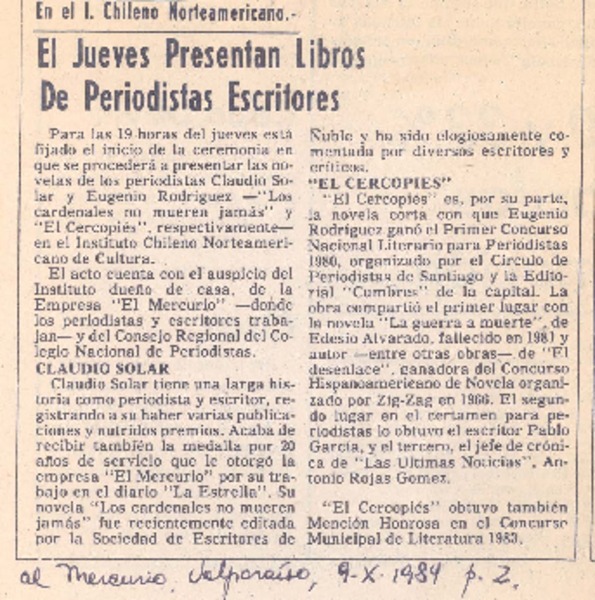 En el I. Chileno Norteamericano.-
El Jueves Presentan Libros
De Periodistas Escritores
Para las 19 horas del jueves está
fijado el inicio de la ceremonia en
que se procederá a presentar las no-
velas de los periodistas Claudio So-
lar y Eugenio Rodríguez —"Los
cardenales no mueren jamás" y
"El Cercopiés", respectivamente—
en el Instituto Chileno Norteameri-
cano de Cultura.
El acto cuenta con el auspicio del
Instituto dueño de casa, de la
Empresa "El Mercurio" —donde
los periodistas y escritores traba-
jan— y del Consejo Regional del Co-
legio Nacional de Periodistas.
CLAUDIO SOLAR
Claudio Solar tiene una larga his-
toria como periodista y escritor, re-
gistrando a su haber varias publica-
ciones y nutridos premios. Acaba de
recibir también la medalla por 20
años de servicio que le otorgó la
empresa "El Mercurio" por su tra-
bajo en el diario "La Estrella". Su
novela "Los cardenales no mueren
jamás" fue recientemente editada
por la Sociedad de Escritores de
Ñuble y ha sido elogiosamente co-
mentada por diversos escritores y
críticos.
"EL CERCOPIES"
"El Cercopiés" es, por su parte,
la novela corta con que Eugenio
Rodríguez ganó el Primer Concurso
Nacional Literario para Periodistas
1980, organizado por el Círculo de
Periodistas de Santiago y la Edito-
rial "Cumbres" de la capital. La
obra compartió el primer lugar con
la novela "La guerra a muerte", de
Edesio Alvarado, fallecido en 1981 y
autor —entre otras obras— de "El
desenlace", ganadora del Concurso
Hispanoamericano de Novela organi-
zado por Zig-Zag en 1966. El segun-
do lugar en el certamen para pe-
riodistas lo obtuvo el escritor Pablo
García, y el tercero, el jefe de cróni-
ca de "Las Ultimas Noticias", An-
tonio Rojas Gómez.
"El Cercopiés" obtuvo también
Mención Honrosa en el Concurso
Municipal de Literatura 1983.
al Mercurio, Valparaíso, 9-X-1984 p. 2.